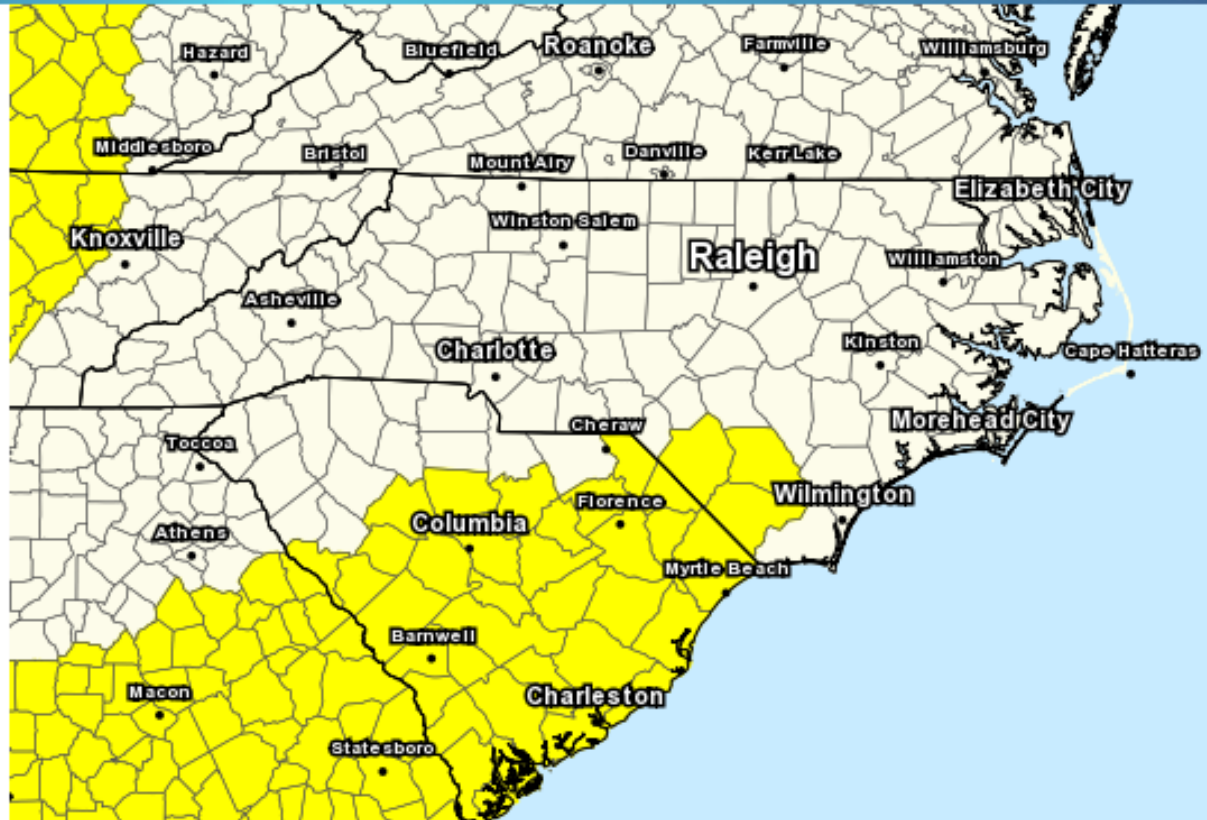 Hazard
Bluefield
Roanoke
Farmville
Williamsburg
Middlesboro
Bristol
Mount Airy
Danville
Kerr Lake
Elizabeth City
Knoxville
Winston Salem
Raleigh
Williamston
Asheville
Charlotte
Kinston
Cape Hatteras
Toccoa
Cheraw
Morehead City
Athens
Columbia
Florence
Wilmington
Myrtle Beach
Barnwell
Macon
Charleston
Statesboro